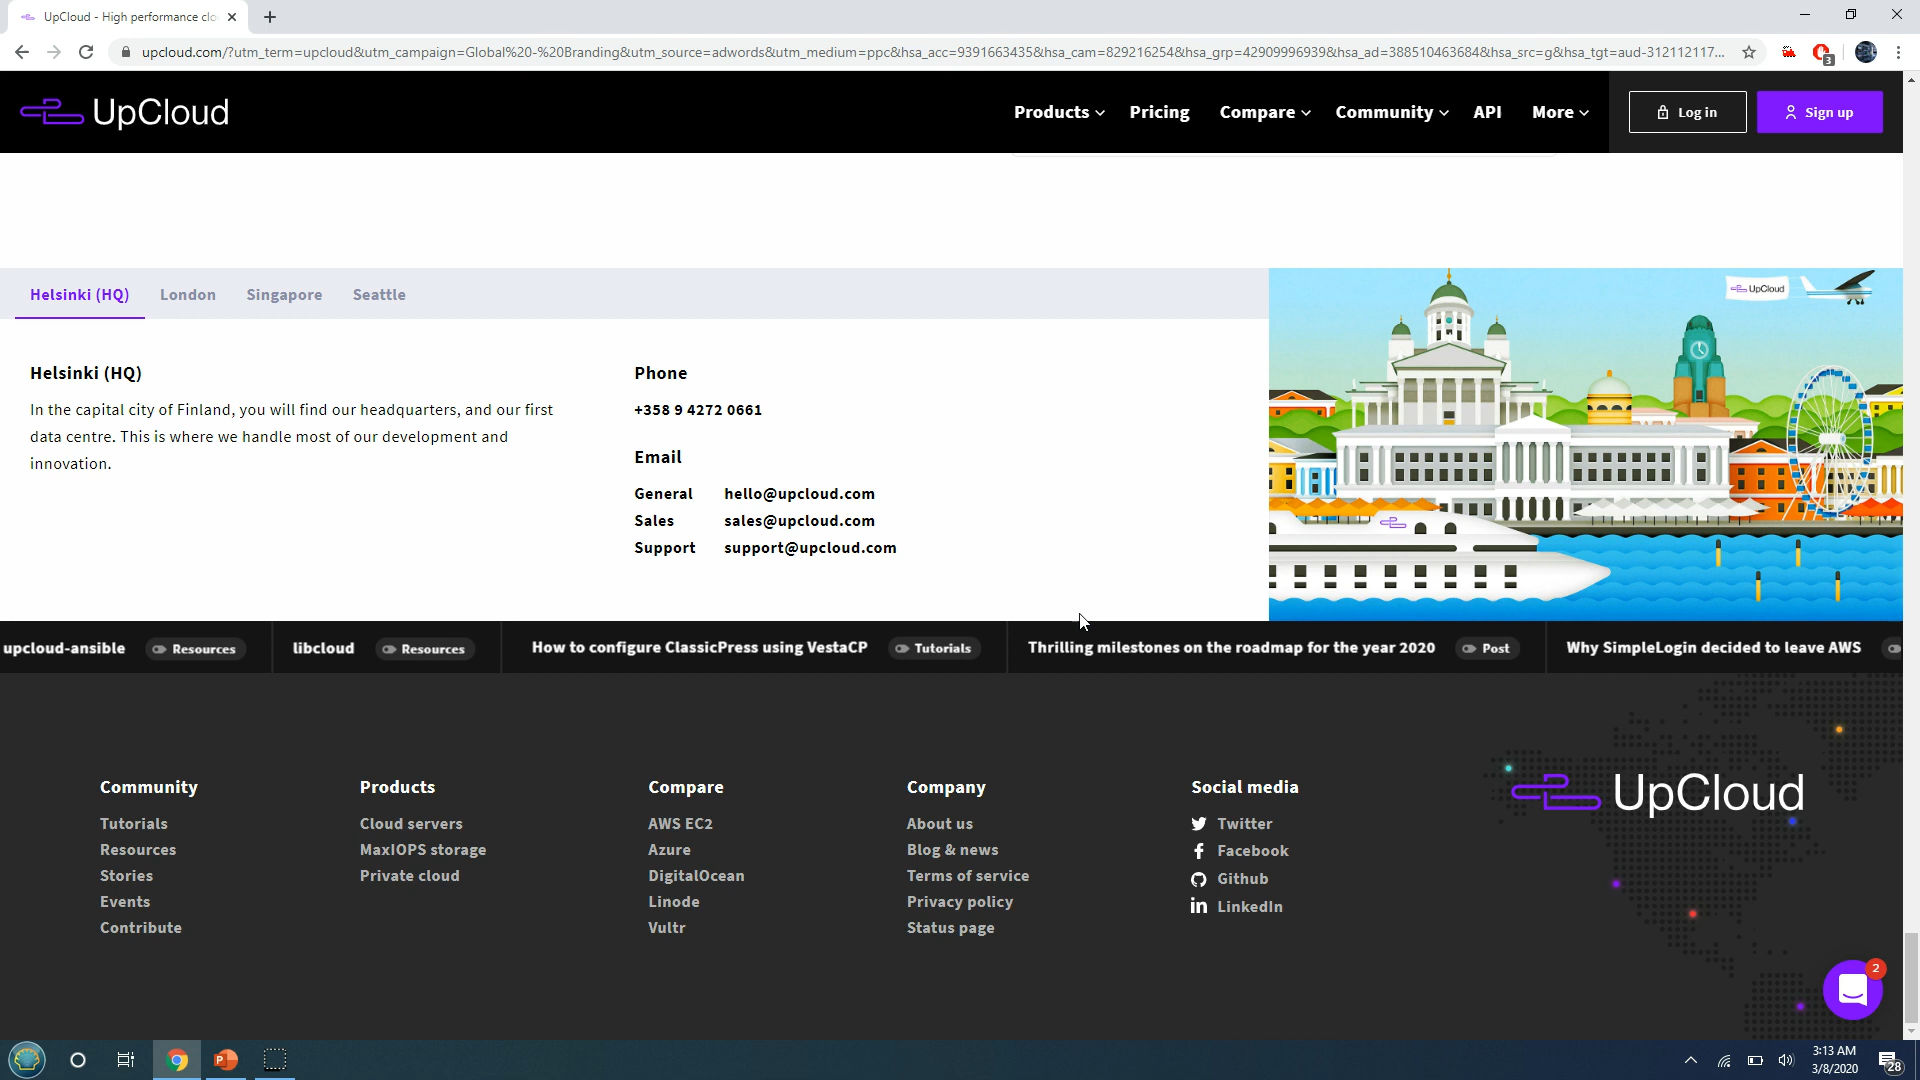 UpCloud - High performance clo
upcloud.com/?utm_term=upcloud&utm_campaign=Global%20-%20Branding&utm_source=adwords&utm_medium=ppc&hsa_acc=9391663435&hsa_cam=829216254&hsa_grp=42909996939&hsa_ad=388510463684&hsa_src=g&hsa_tgt=aud-312112117...
3
UpCloud
Products
Pricing
Compare
Community
API
More
Log in
Sign up
Helsinki (HQ)
London
Singapore
Seattle
UpCloud
Helsinki (HQ)
In the capital city of Finland, you will find our headquarters, and our first
data centre. This is where we handle most of our development and
innovation.
Phone
+358 9 4272 0661
Email
General hello@upcloud.com
Sales sales@upcloud.com
Support support@upcloud.com
upcloud-ansible Resources
libcloud Resources
How to configure ClassicPress using VestaCP Tutorials
Thrilling milestones on the roadmap for the year 2020 Post
Why SimpleLogin decided to leave AWS
Community
Tutorials
Resources
Stories
Events
Contribute
Products
Cloud servers
MaxIOPS storage
Private cloud
Compare
AWS EC2
Azure
DigitalOcean
Linode
Vultr
Company
About us
Blog & news
Terms of service
Privacy policy
Status page
Social media
Twitter
Facebook
Github
LinkedIn
UpCloud
2
3:13 AM
3/8/2020
28